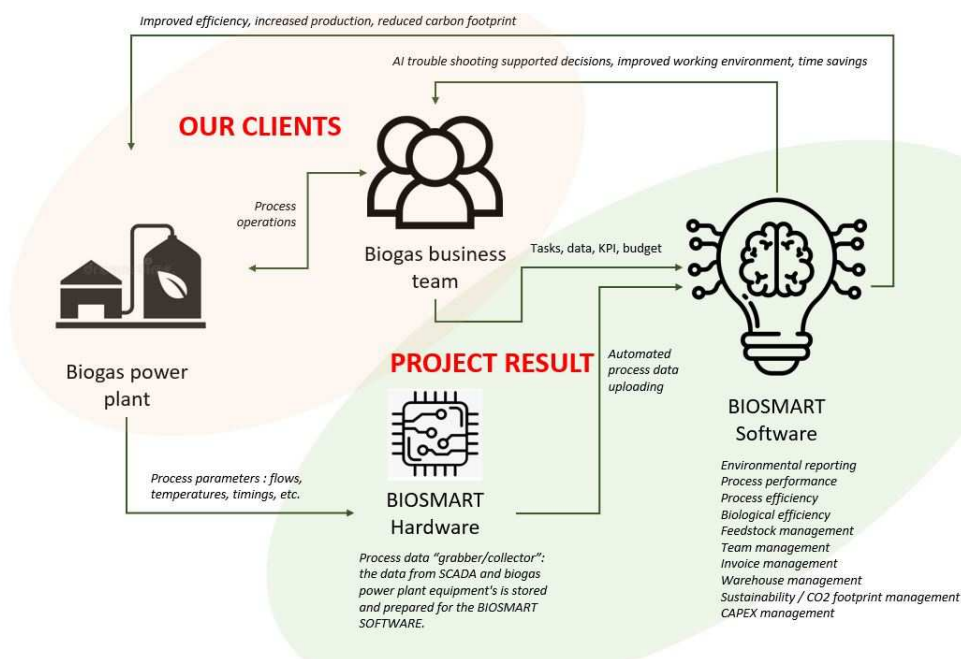 Improved efficiency, increased production, reduced carbon footprint
AI trouble shooting supported decisions, improved working environment, time savings
OUR CLIENTS
Process
operations
Biogas business
team
Tasks, data, KPI, budget
Biogas power
plant
PROJECT RESULT
Automated
process data
uploading
BIOSMART
Software
Process parameters : flows,
temperatures, timings, etc.
BIOSMART
Hardware
Process data “grabber/collector”:
the data from SCADA and biogas
power plant equipment's is stored
and prepared for the BIOSMART
SOFTWARE.
Environmental reporting
Process performance
Process efficiency
Biological efficiency
Feedstock management
Team management
Invoice management
Warehouse management
Sustainability / CO2 footprint management
CAPEX management